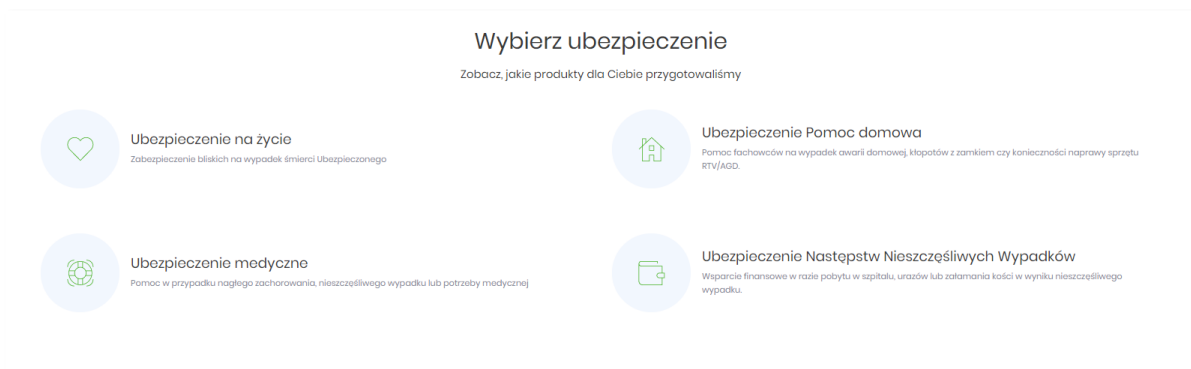 Wybierz ubezpieczenie
Zobacz, jakie produkty dla Ciebie przygotowaliśmy
Ubezpieczenie na życie
Zabezpieczenie bliskich na wypadek śmierci Ubezpieczonego
Ubezpieczenie Pomoc domowa
Pomoc fachowców na wypadek awarii domowej, kłopotów z zamkiem czy konieczności naprawy sprzętu
RTV/AGD.
Ubezpieczenie medyczne
Pomoc w przypadku nagłego zachorowania, nieszczęśliwego wypadku lub potrzeby medycznej
Ubezpieczenie Następstw Nieszczęśliwych Wypadków
Wsparcie finansowe w razie pobytu w szpitalu, urazów lub załamania kości w wyniku nieszczęśliwego
wypadku.